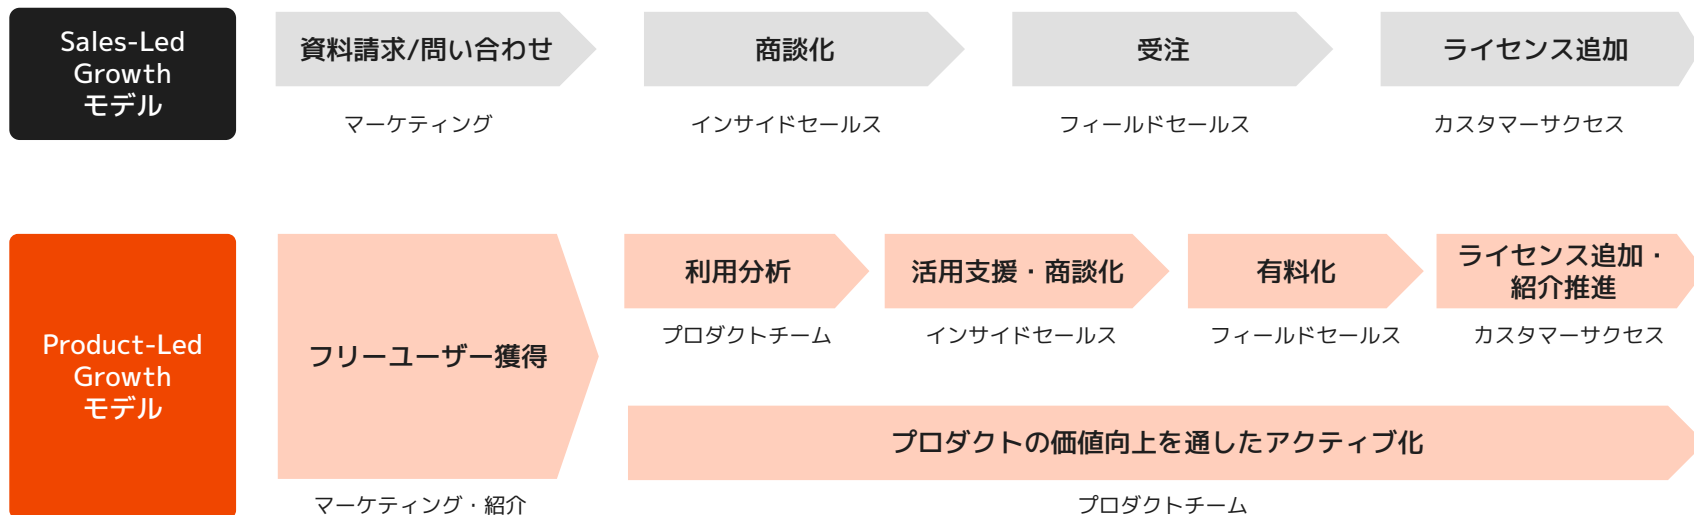 Sales-Led
Growth
モデル
資料請求/問い合わせ
商談化
受注
ライセンス追加
マーケティング
インサイドセールス
フィールドセールス
カスタマーサクセス
Product-Led
Growth
モデル
フリーユーザー獲得
マーケティング・紹介
利用分析
活用支援・商談化
有料化
ライセンス追加・
紹介推進
プロダクトチーム
インサイドセールス
フィールドセールス
カスタマーサクセス
プロダクトの価値向上を通したアクティブ化
プロダクトチーム